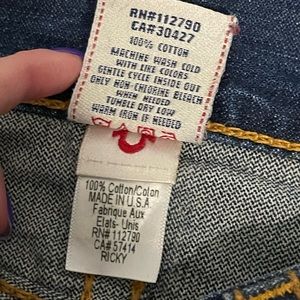 RN#112790
CA#30427
100% COTTON
MACHINE WASH COLD
WITH LIKE COLORS
GENTLE CYCLE INSIDE OUT
ONLY NON-CHLORINE BLEACH
WHEN NEEDED
TUMBLE DRY LOW
WARM IRON IF NEEDED
100% Cotton/Coton
MADE IN U.S.A
Fabrique Aux
Etats- Unis
RN# 112790
CA# 57414
RICKY